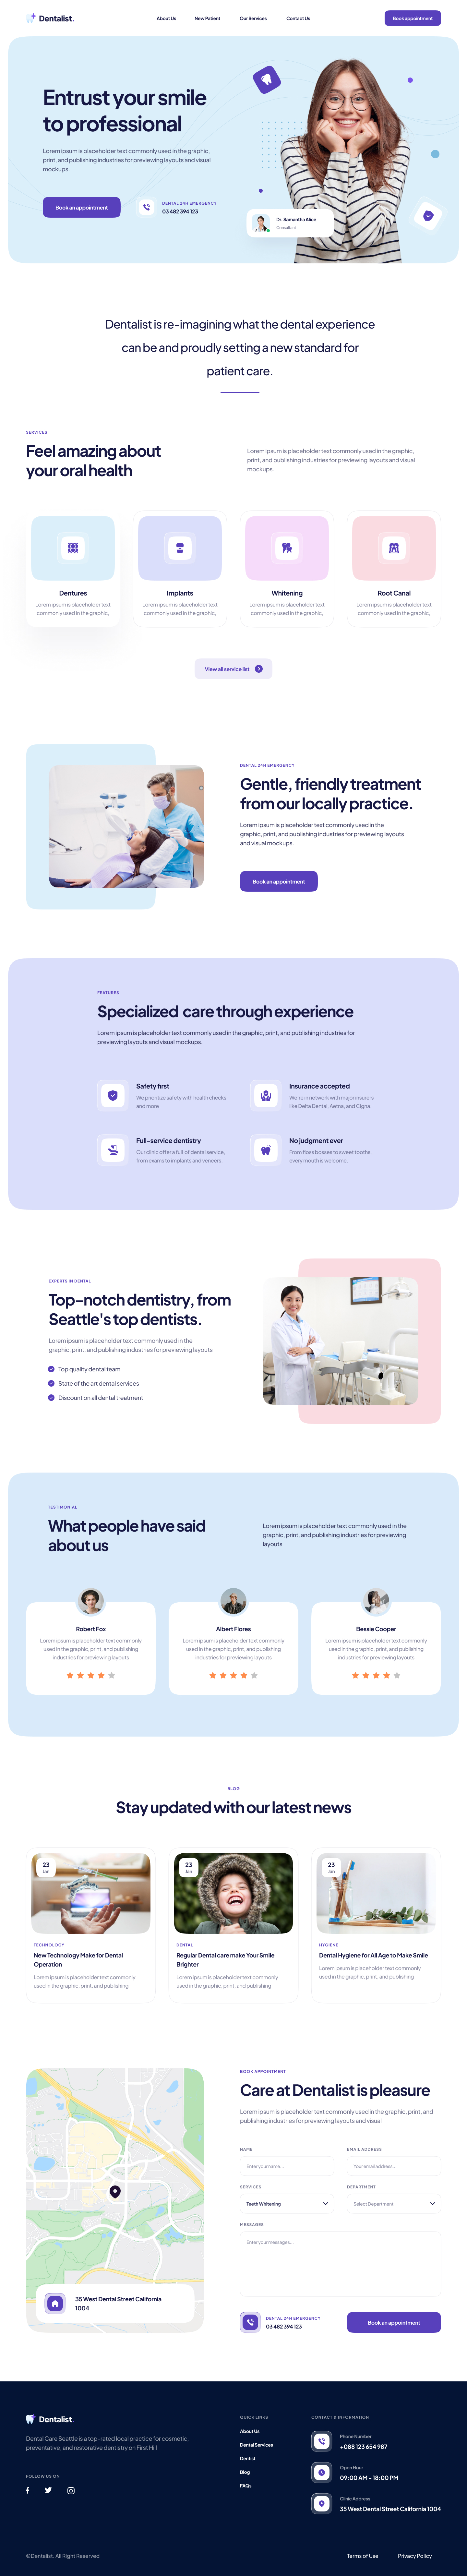 Dentalist.
About Us
New Patient
Our Services
Contact Us
Book appointment
Entrust your smile
to professional
Lorem ipsum is placeholder text commonly used in the graphic,
print, and publishing industries for previewing layouts and visual
mockups.
Book an appointment
DENTAL 24H EMERGENCY
03 482 394 123
Dr. Samantha Alice
Consultant
Dentalist is re-imagining what the dental experience
can be and proudly setting a new standard for
patient care.
SERVICES
Feel amazing about
your oral health
Lorem ipsum is placeholder text commonly used in the graphic,
print, and publishing industries for previewing layouts and visual
mockups.
Dentures
Lorem ipsum is placeholder text
commonly used in the graphic,
Implants
Lorem ipsum is placeholder text
commonly used in the graphic,
Whitening
Lorem ipsum is placeholder text
commonly used in the graphic,
Root Canal
Lorem ipsum is placeholder text
commonly used in the graphic,
View all service list
DENTAL 24H EMERGENCY
Gentle, friendly treatment
from our locally practice.
Lorem ipsum is placeholder text commonly used in the
graphic, print, and publishing industries for previewing layouts
and visual mockups.
Book an appointment
FEATURES
Specialized care through experience
Lorem ipsum is placeholder text commonly used in the graphic, print, and publishing industries for
previewing layouts and visual mockups.
Safety first
We prioritize safety with health checks
and more
Insurance accepted
We're in network with major insurers
like Delta Dental, Aetna, and Cigna.
Full-service dentistry
Our clinic offer a full of dental service,
from exams to implants and veneers.
No judgment ever
From floss bosses to sweet tooths,
every mouth is welcome.
EXPERTS IN DENTAL
Top-notch dentistry, from
Seattle's top dentists.
Lorem ipsum is placeholder text commonly used in the
graphic, print, and publishing industries for previewing layouts
Top quality dental team
State of the art dental services
Discount on all dental treatment
TESTIMONIAL
What people have said
about us
Lorem ipsum is placeholder text commonly used in the
graphic, print, and publishing industries for previewing
layouts
Robert Fox
Lorem ipsum is placeholder text commonly
used in the graphic, print, and publishing
industries for previewing layouts
Albert Flores
Lorem ipsum is placeholder text commonly
used in the graphic, print, and publishing
industries for previewing layouts
Bessie Cooper
Lorem ipsum is placeholder text commonly
used in the graphic, print, and publishing
industries for previewing layouts
BLOG
Stay updated with our latest news
23
Jan
TECHNOLOGY
New Technology Make for Dental
Operation
Lorem ipsum is placeholder text commonly
used in the graphic, print, and publishing
23
Jan
DENTAL
Regular Dental care make Your Smile
Brighter
Lorem ipsum is placeholder text commonly
used in the graphic, print, and publishing
23
Jan
HYGIENE
Dental Hygiene for All Age to Make Smile
Lorem ipsum is placeholder text commonly
used in the graphic, print, and publishing
35 West Dental Street California
1004
BOOK APPOINTMENT
Care at Dentalist is pleasure
Lorem ipsum is placeholder text commonly used in the graphic, print, and
publishing industries for previewing layouts and visual
NAME
Enter your name...
EMAIL ADDRESS
Your email address...
SERVICES
Teeth Whitening
DEPARTMENT
Select Department
MESSAGES
Enter your messages...
DENTAL 24H EMERGENCY
03 482 394 123
Book an appointment
Dentalist.
Dental Care Seattle is a top-rated local practice for cosmetic,
preventative, and restorative dentistry on First Hill
FOLLOW US ON
QUICK LINKS
About Us
Dental Services
Dentist
Blog
FAQs
CONTACT & INFORMATION
Phone Number
+088 123 654 987
Open Hour
09:00 AM - 18:00 PM
Clinic Address
35 West Dental Street California 1004
©Dentalist. All Right Reserved
Terms of Use
Privacy Policy